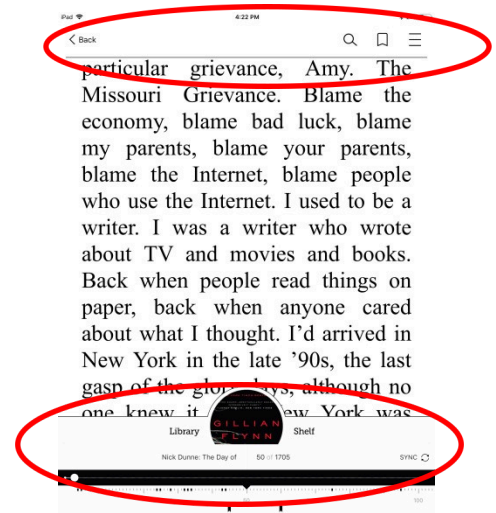 iPad 4:22 PM
Back
particular grievance, Amy. The
Missouri Grievance. Blame the
economy, blame bad luck, blame
my parents, blame your parents,
blame the Internet, blame people
who use the Internet. I used to be a
writer. I was a writer who wrote
about TV and movies and books.
Back when people read things on
paper, back when anyone cared
about what I thought. I’d arrived in
New York in the late ’90s, the last
gasp of the glory days, although no
one knew it York was
GILLIAN
Library Shelf
FLYNN
Nick Dunne: The Day of 50 of 1705 SYNC
50 100